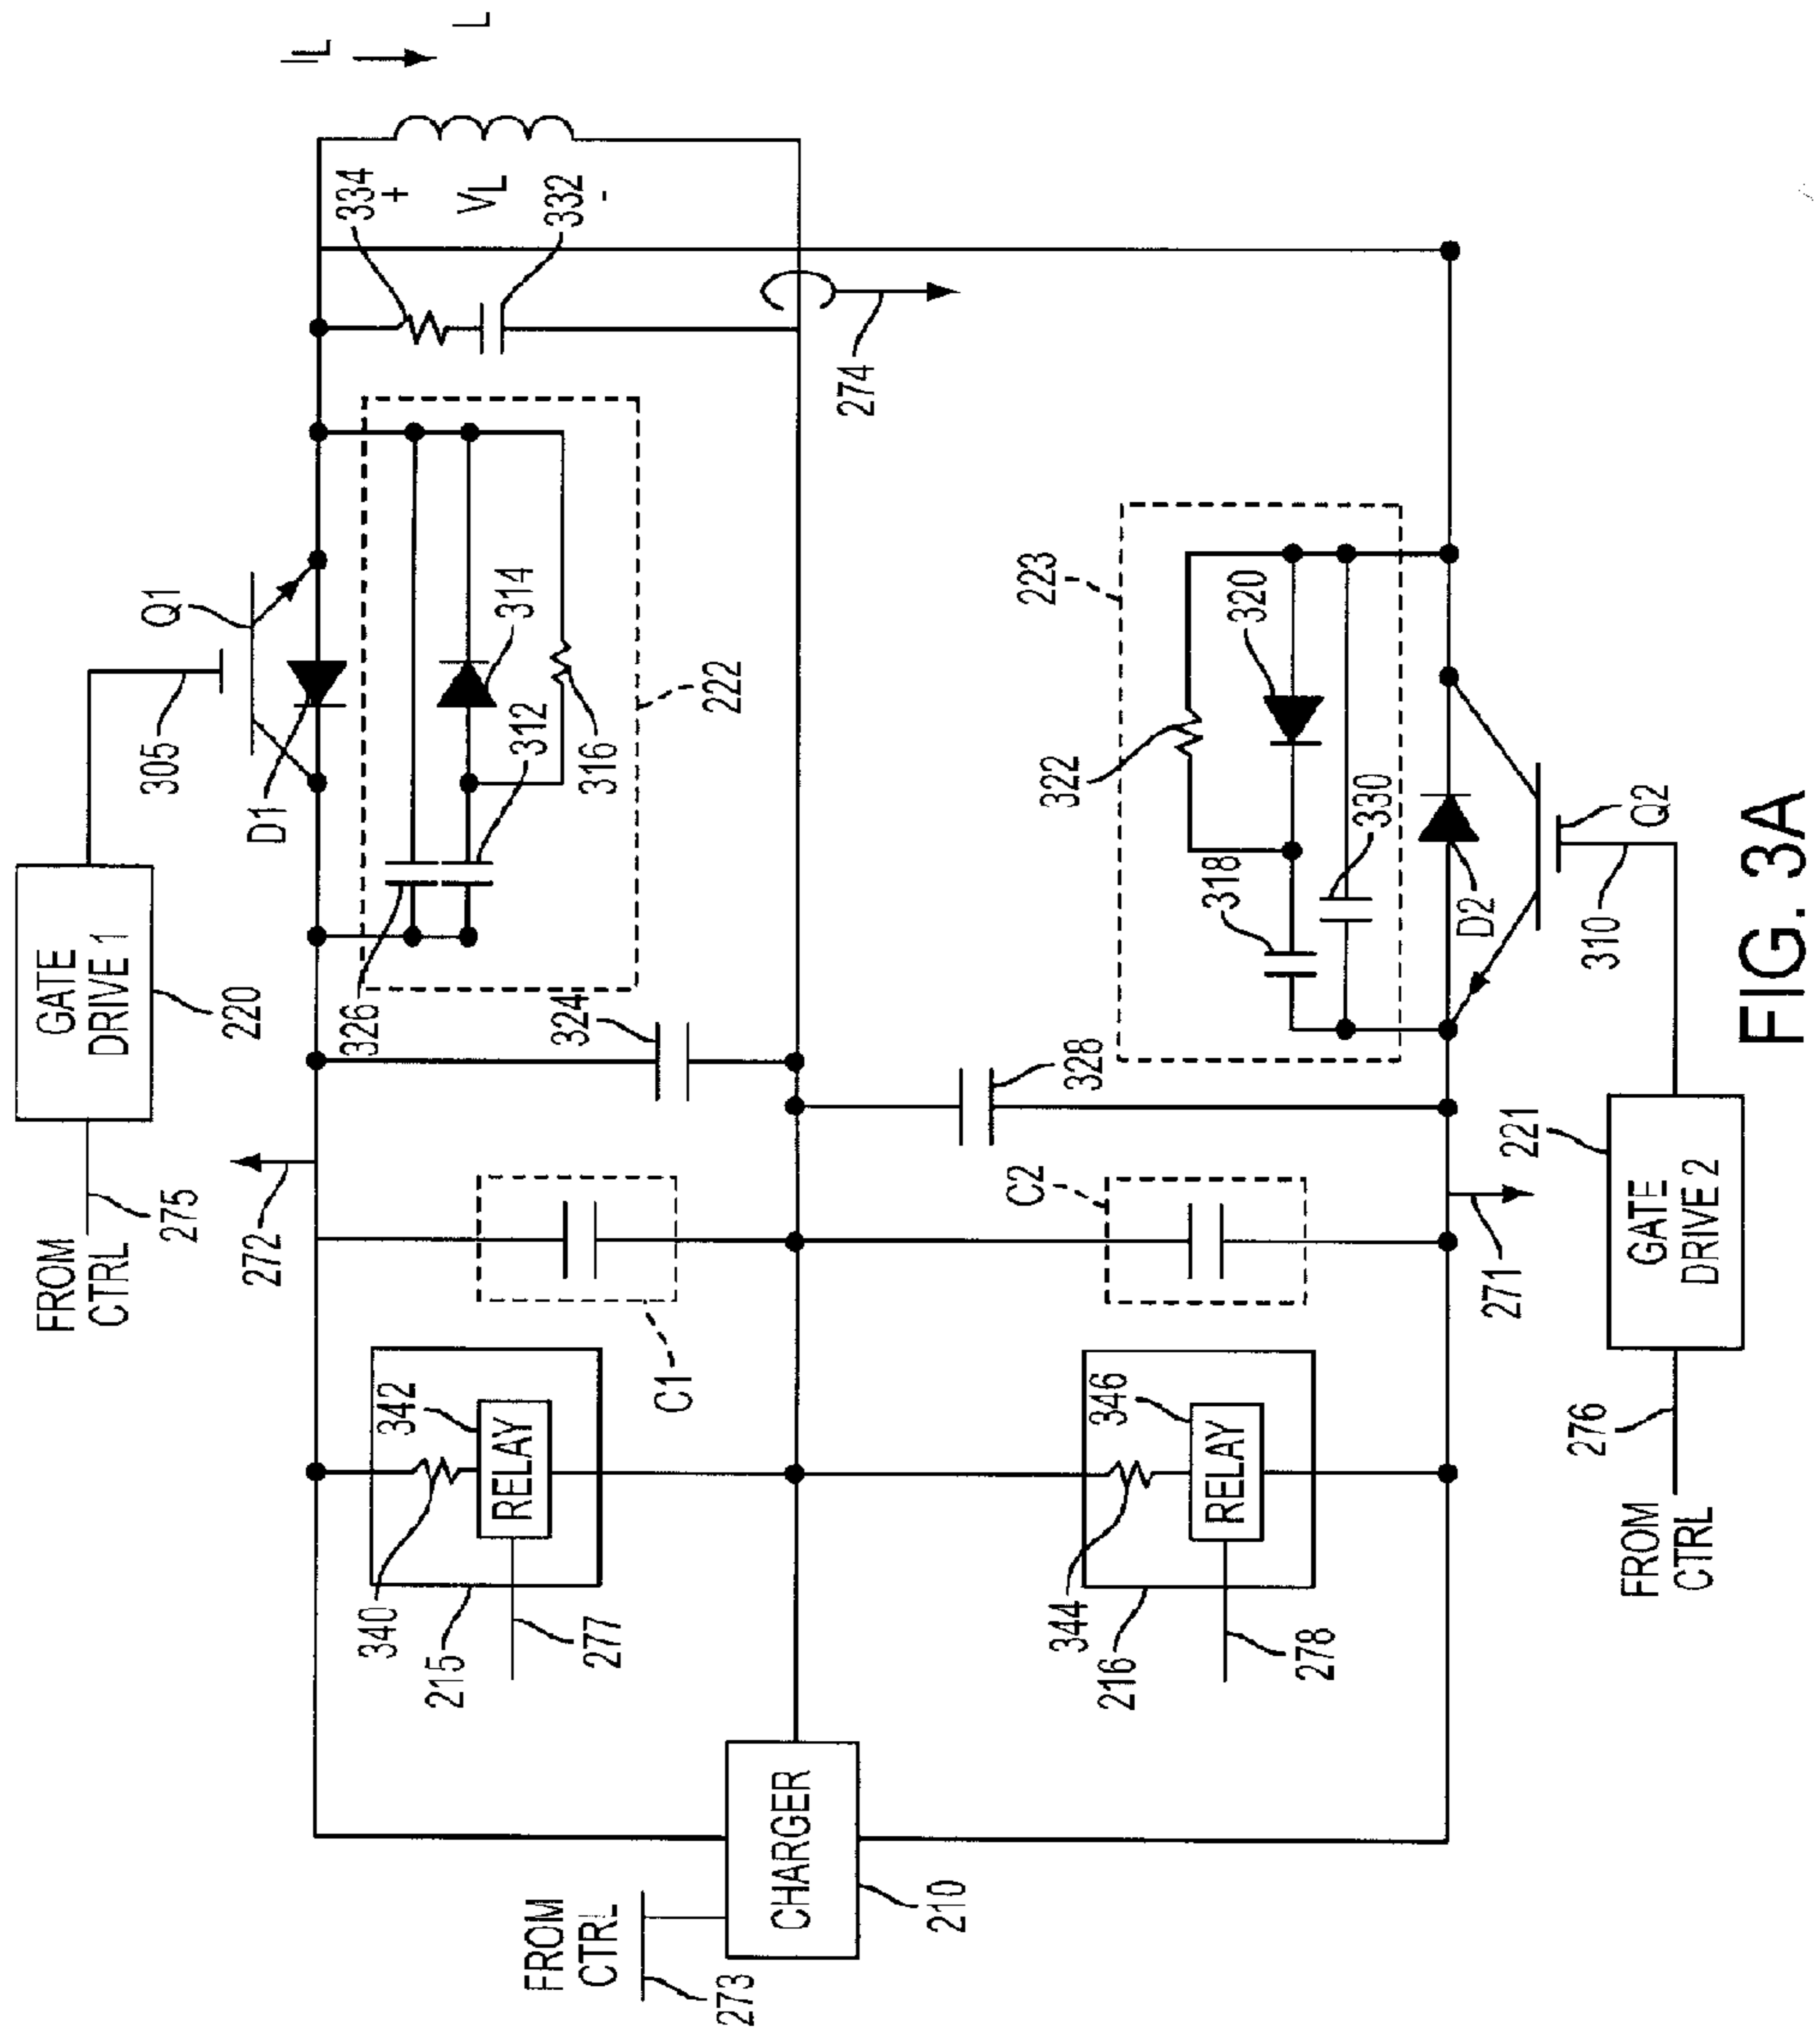 FROM
CTRL
275
GATE
DRIVE 1
220
305
Q1
D1
272
326
312
314
316
222
324
334
+
VL
332
-
IL
L
274
C1
342
RELAY
340
215
277
CHARGER
210
FROM
CTRL
273
328
C2
223
320
322
318
330
D2
Q2
310
346
RELAY
344
216
278
271
221
GATE
DRIVE 2
276
FROM
CTRL
FIG. 3A